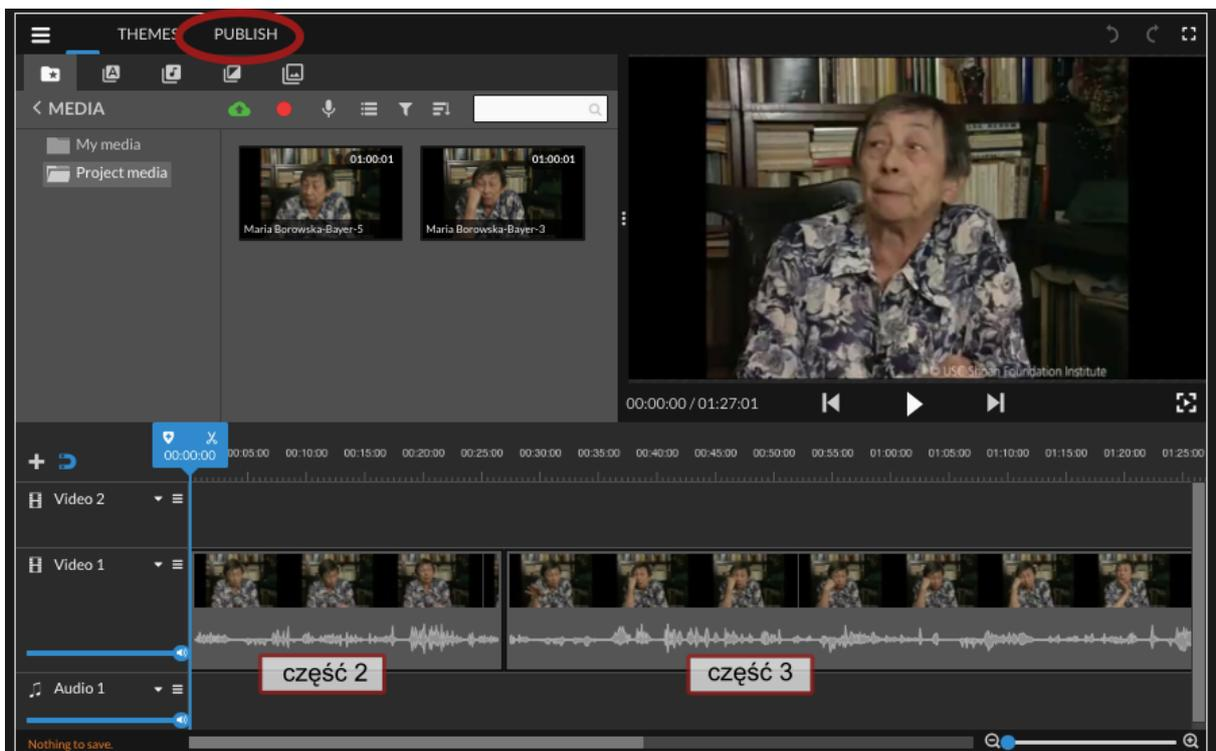 THEMES PUBLISH
MEDIA
My media
Project media
01:00:01 01:00:01
Maria Borowska-Bayer-5 Maria Borowska-Bayer-3
© USC Shoah Foundation Institute
00:00:00 / 01:27:01
00:00:00 00:05:00 00:10:00 00:15:00 00:20:00 00:25:00 00:30:00 00:35:00 00:40:00 00:45:00 00:50:00 00:55:00 01:00:00 01:05:00 01:10:00 01:15:00 01:20:00 01:25:00
Video 2
Video 1
część 2 część 3
Audio 1
Nothing to save.